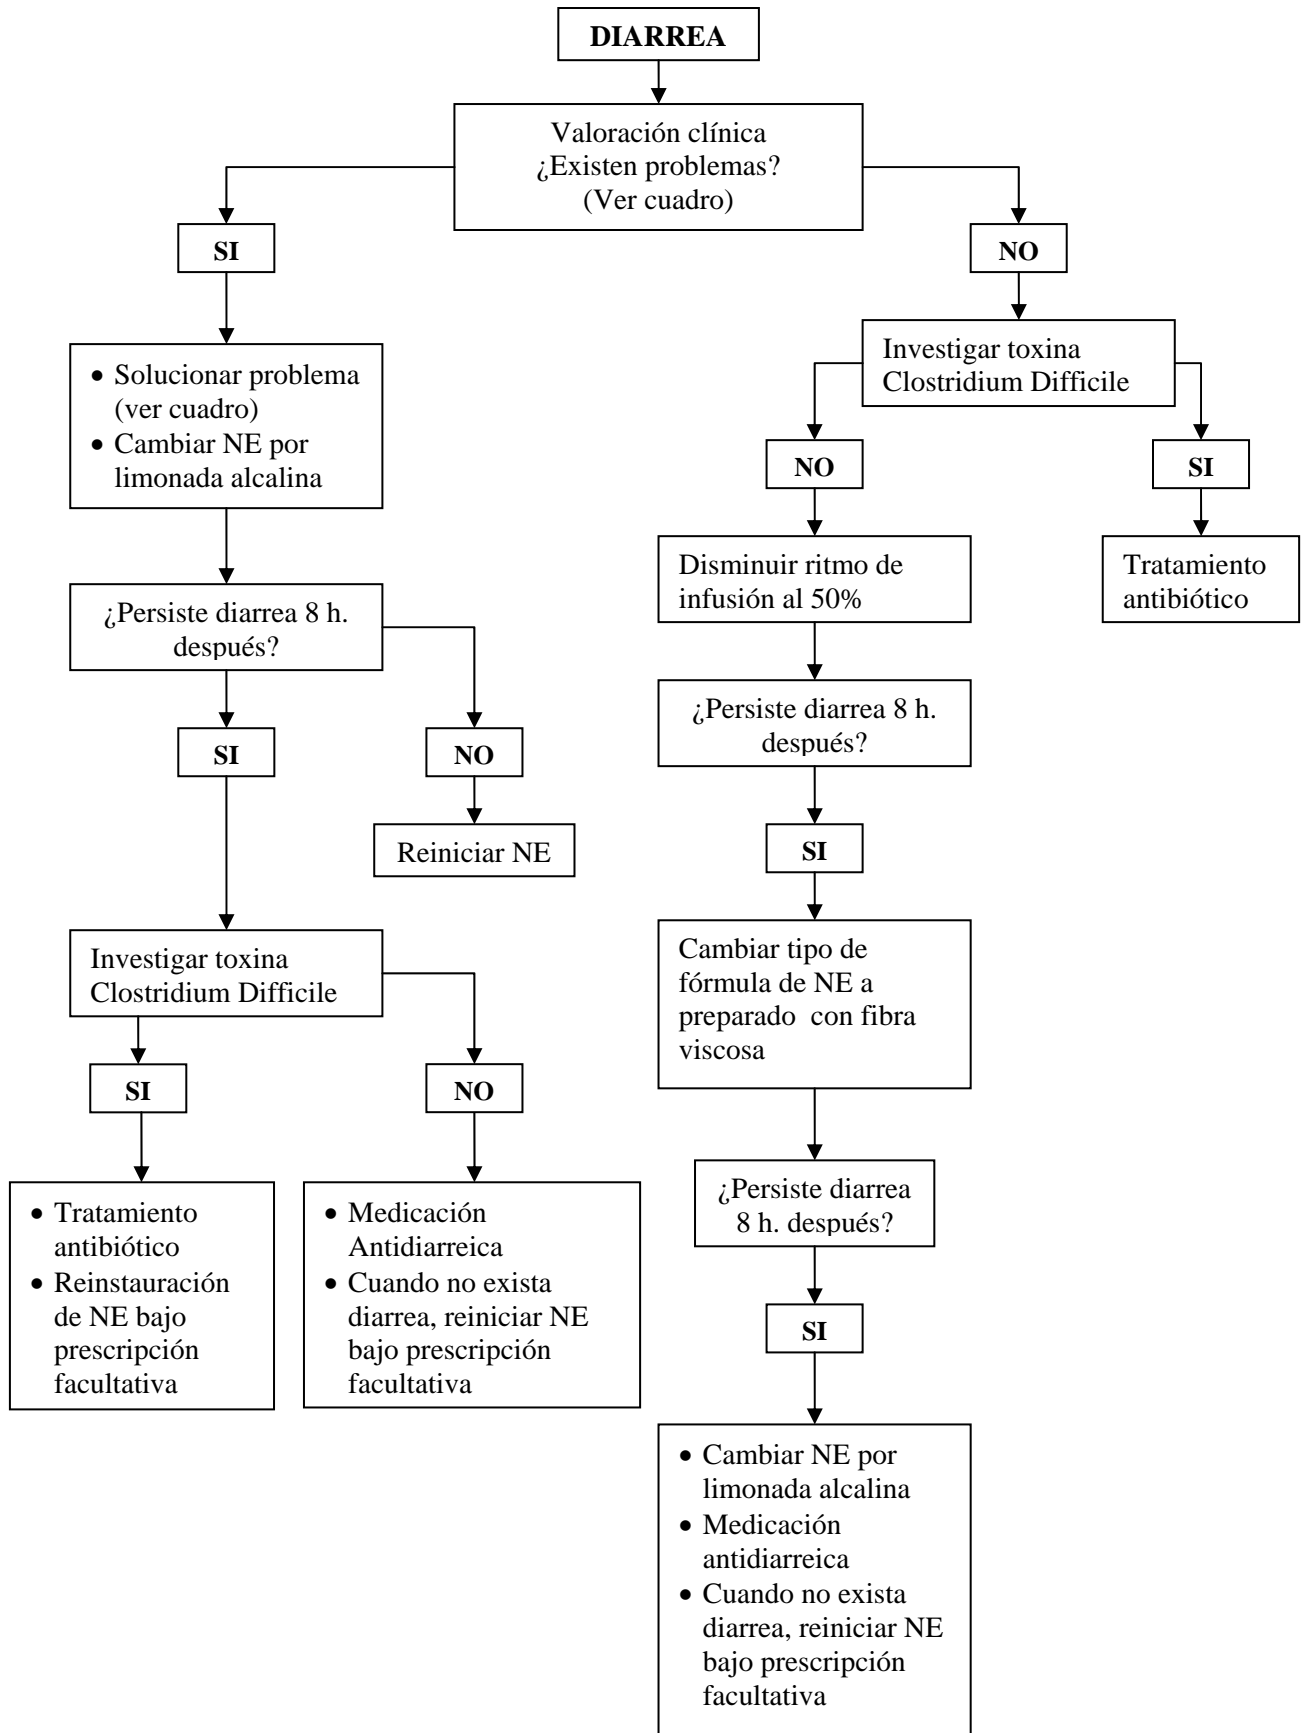 DIARREA
Valoración clínica
¿Existen problemas?
(Ver cuadro)
SI
NO
• Solucionar problema
(ver cuadro)
• Cambiar NE por
limonada alcalina
Investigar toxina
Clostridium Difficile
NO
SI
Disminuir ritmo de
infusión al 50%
Tratamiento
antibiótico
¿Persiste diarrea 8 h.
después?
SI
NO
Reiniciar NE
¿Persiste diarrea 8 h.
después?
SI
Investigar toxina
Clostridium Difficile
SI
NO
Cambiar tipo de
fórmula de NE a
preparado con fibra
viscosa
• Tratamiento
antibiótico
• Reinstauración
de NE bajo
prescripción
facultativa
• Medicación
Antidiarreica
• Cuando no exista
diarrea, reiniciar NE
bajo prescripción
facultativa
¿Persiste diarrea
8 h. después?
SI
• Cambiar NE por
limonada alcalina
• Medicación
antidiarreica
• Cuando no exista
diarrea, reiniciar NE
bajo prescripción
facultativa